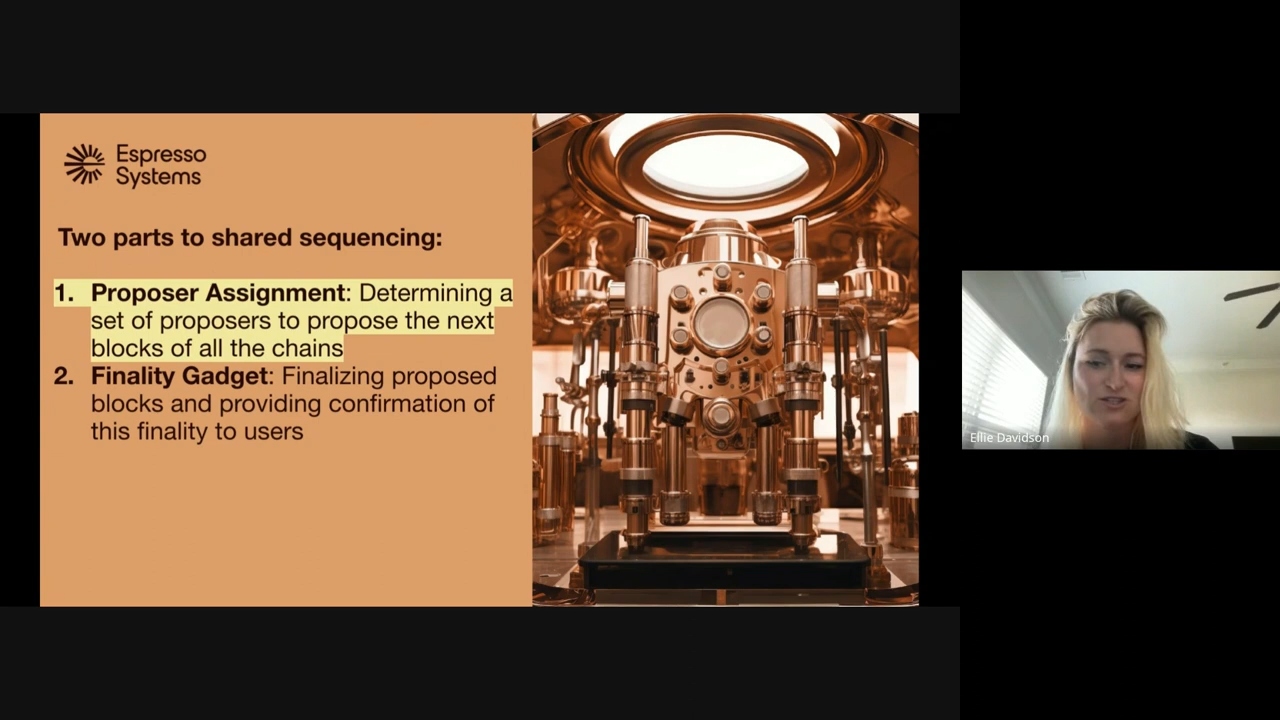 Espresso
Systems
Two parts to shared sequencing:
1. Proposer Assignment: Determining a
set of proposers to propose the next
blocks of all the chains
2. Finality Gadget: Finalizing proposed
blocks and providing confirmation of
this finality to users
Ellie Davidson